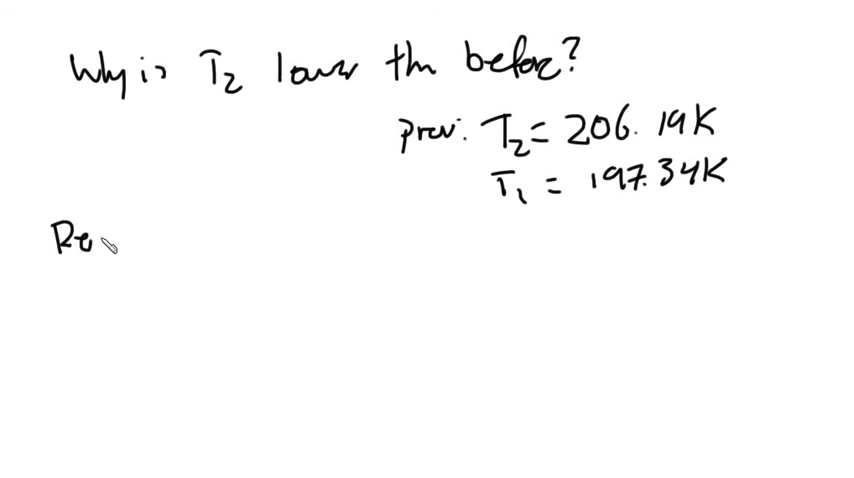 Why is T₂ lower than before?
prev: T₂ = 206.19K
T₁ = 197.34K
Re